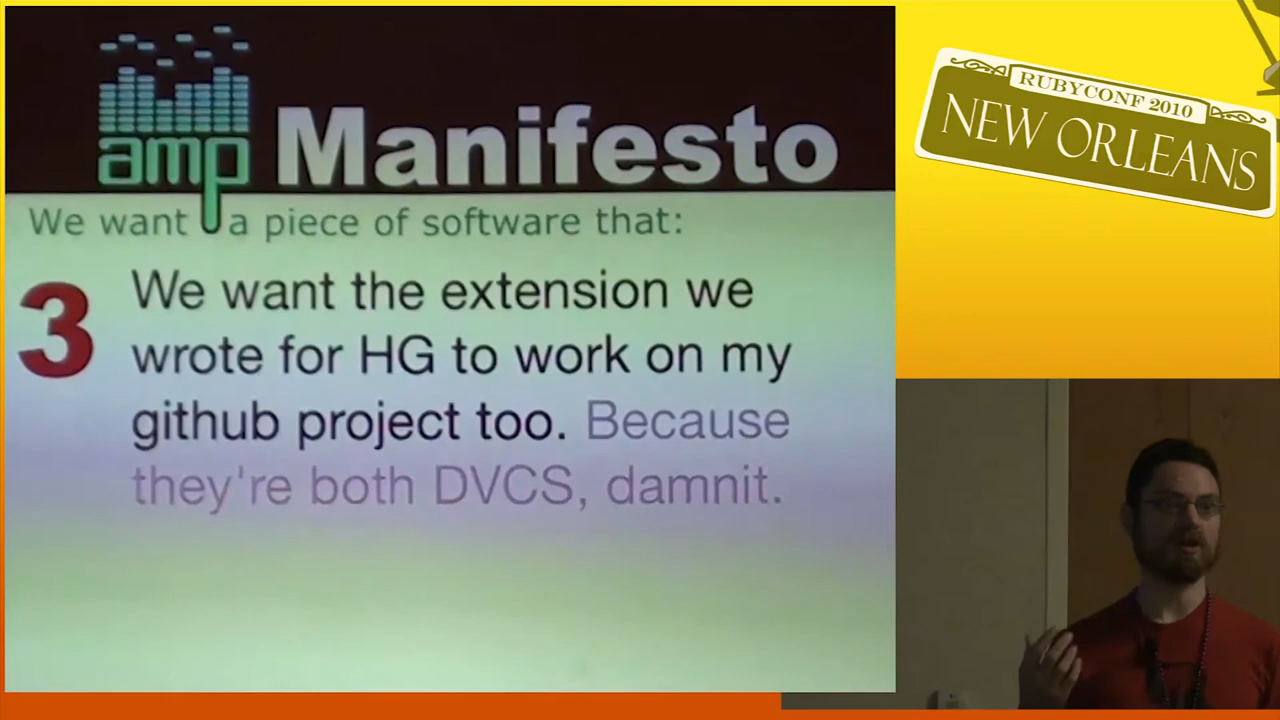 amp Manifesto
We want a piece of software that:
3 We want the extension we
wrote for HG to work on my
github project too. Because
they're both DVCS, damnit.
RUBYCONF 2010
NEW ORLEANS